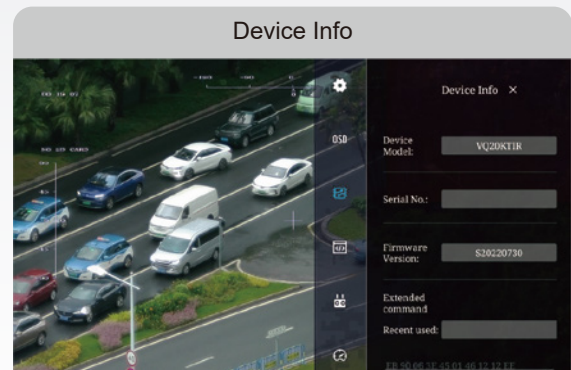 Device Info
OSD
Device Info ×
Device
Model:
VQ20KTIR
Serial No.:
Firmware
Version:
S20220730
Extended
command
Recent used: